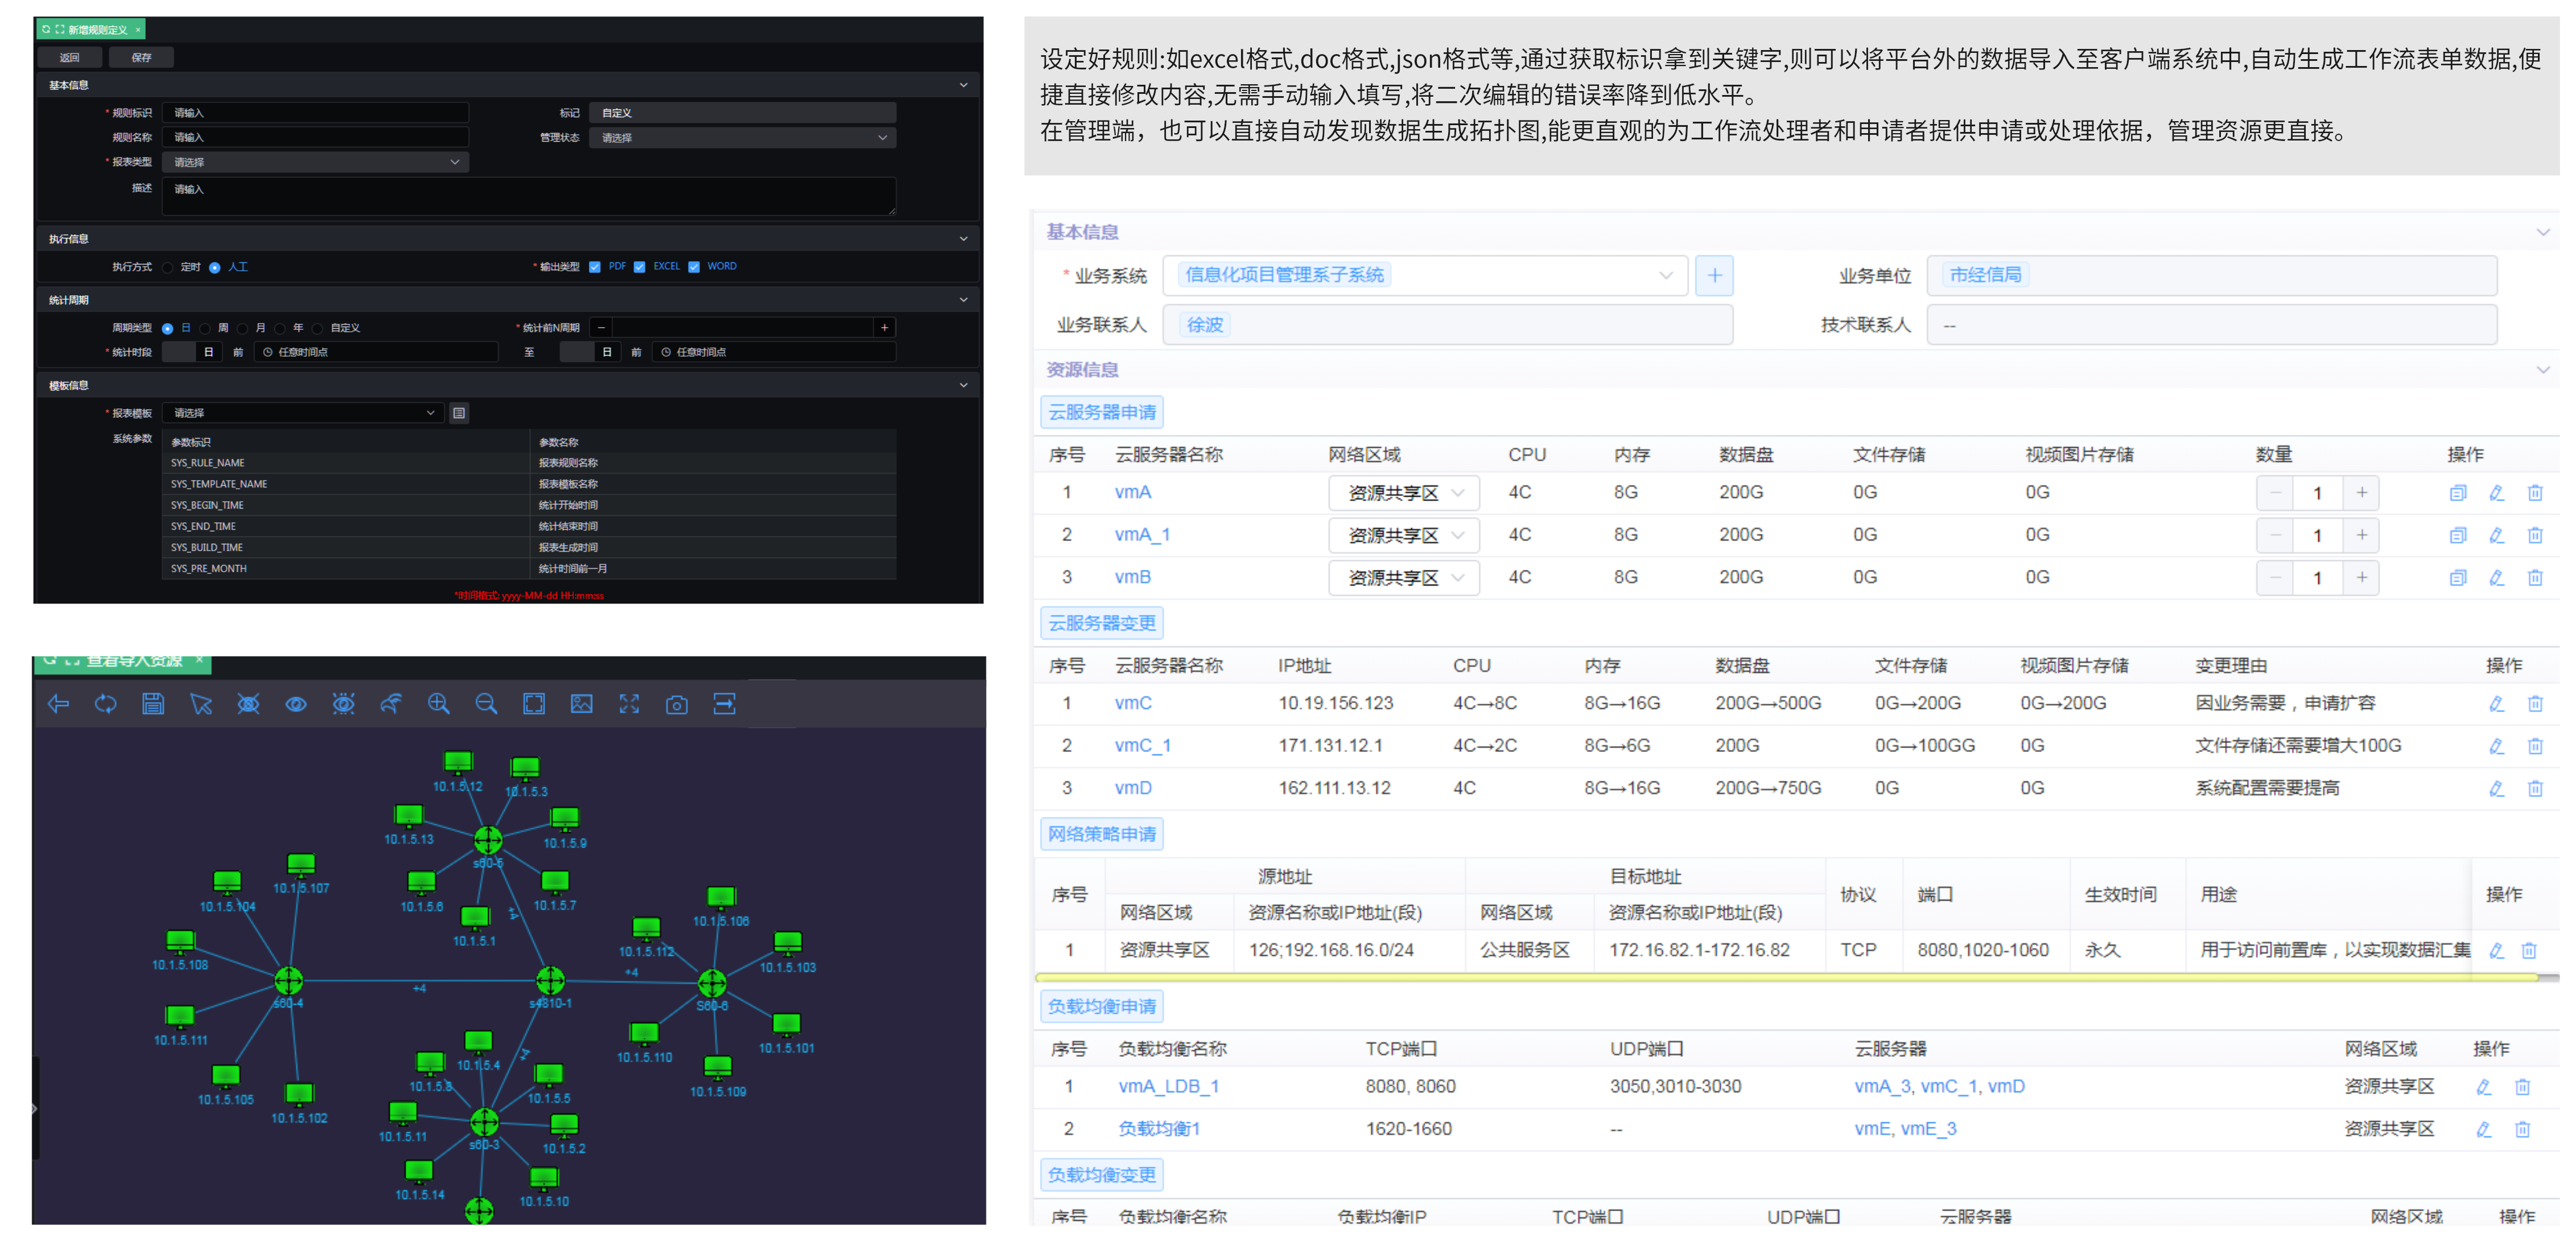 新增规则定义 ×
返回 保存
基本信息
* 规则标识 请输入 标记 自定义
规则名称 请输入 管理状态 请选择
* 报表类型 请选择
描述 请输入
执行信息
执行方式 定时 人工 * 输出类型 PDF EXCEL WORD
统计周期
周期类型 日 周 月 年 自定义 * 统计前N周期 − +
* 统计时段 日 前 任意时间点 至 日 前 任意时间点
模板信息
* 报表模板 请选择
系统参数 参数标识 参数名称
SYS_RULE_NAME 报表规则名称
SYS_TEMPLATE_NAME 报表模板名称
SYS_BEGIN_TIME 统计开始时间
SYS_END_TIME 统计结束时间
SYS_BUILD_TIME 报表生成时间
SYS_PRE_MONTH 统计时间前一月
*时间格式: yyyy-MM-dd HH:mm:ss
查看导入资源 ×
10.1.5.12 10.1.5.3
10.1.5.13 10.1.5.9
s60-5
10.1.5.107
10.1.5.104 10.1.5.6 10.1.5.7
+4
10.1.5.106
10.1.5.1
10.1.5.112
10.1.5.108 10.1.5.103
+4
+4
s60-4 s4810-1 S60-6
10.1.5.111
10.1.5.101
10.1.5.110
+4
10.1.5.4
10.1.5.8
10.1.5.109
10.1.5.105 10.1.5.5
10.1.5.102
10.1.5.11
s60-3 10.1.5.2
10.1.5.14
10.1.5.10
设定好规则:如excel格式,doc格式,json格式等,通过获取标识拿到关键字,则可以将平台外的数据导入至客户端系统中,自动生成工作流表单数据,便
捷直接修改内容,无需手动输入填写,将二次编辑的错误率降到低水平。
在管理端，也可以直接自动发现数据生成拓扑图,能更直观的为工作流处理者和申请者提供申请或处理依据，管理资源更直接。
基本信息
* 业务系统 信息化项目管理系子系统 + 业务单位 市经信局
业务联系人 徐波 技术联系人 --
资源信息
云服务器申请
序号 云服务器名称 网络区域 CPU 内存 数据盘 文件存储 视频图片存储 数量 操作
1 vmA 资源共享区 4C 8G 200G 0G 0G − 1 +
2 vmA_1 资源共享区 4C 8G 200G 0G 0G − 1 +
3 vmB 资源共享区 4C 8G 200G 0G 0G − 1 +
云服务器变更
序号 云服务器名称 IP地址 CPU 内存 数据盘 文件存储 视频图片存储 变更理由 操作
1 vmC 10.19.156.123 4C→8C 8G→16G 200G→500G 0G→200G 0G→200G 因业务需要，申请扩容
2 vmC_1 171.131.12.1 4C→2C 8G→6G 200G 0G→100GG 0G 文件存储还需要增大100G
3 vmD 162.111.13.12 4C 8G→16G 200G→750G 0G 0G 系统配置需要提高
网络策略申请
序号 源地址 目标地址 协议 端口 生效时间 用途 操作
网络区域 资源名称或IP地址(段) 网络区域 资源名称或IP地址(段)
1 资源共享区 126;192.168.16.0/24 公共服务区 172.16.82.1-172.16.82 TCP 8080,1020-1060 永久 用于访问前置库，以实现数据汇集
负载均衡申请
序号 负载均衡名称 TCP端口 UDP端口 云服务器 网络区域 操作
1 vmA_LDB_1 8080, 8060 3050,3010-3030 vmA_3, vmC_1, vmD 资源共享区
2 负载均衡1 1620-1660 -- vmE, vmE_3 资源共享区
负载均衡变更
序号 负载均衡名称 负载均衡IP TCP端口 UDP端口 云服务器 网络区域 操作